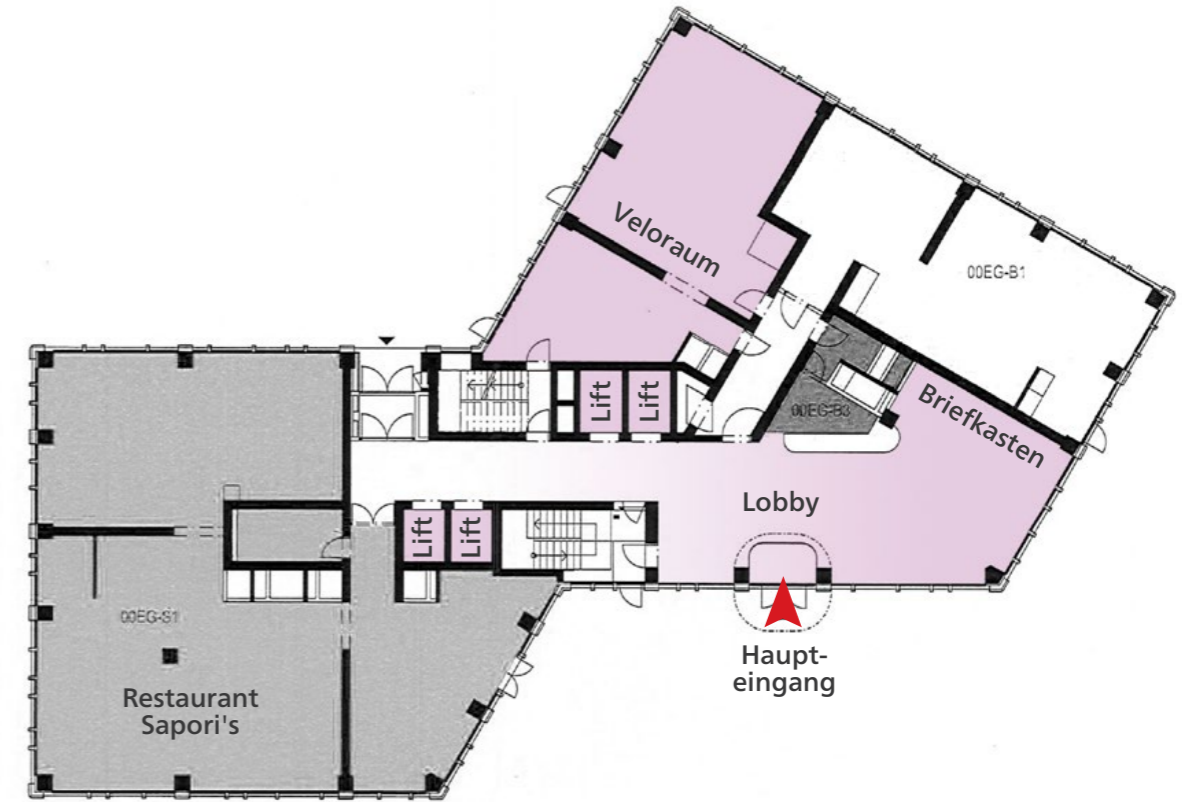 Veloraum
00EG-B1
Lift
Lift
00EG-B3
Briefkasten
Lobby
Lift
Lift
00EG-S1
Restaurant
Sapori's
Haupt-
eingang